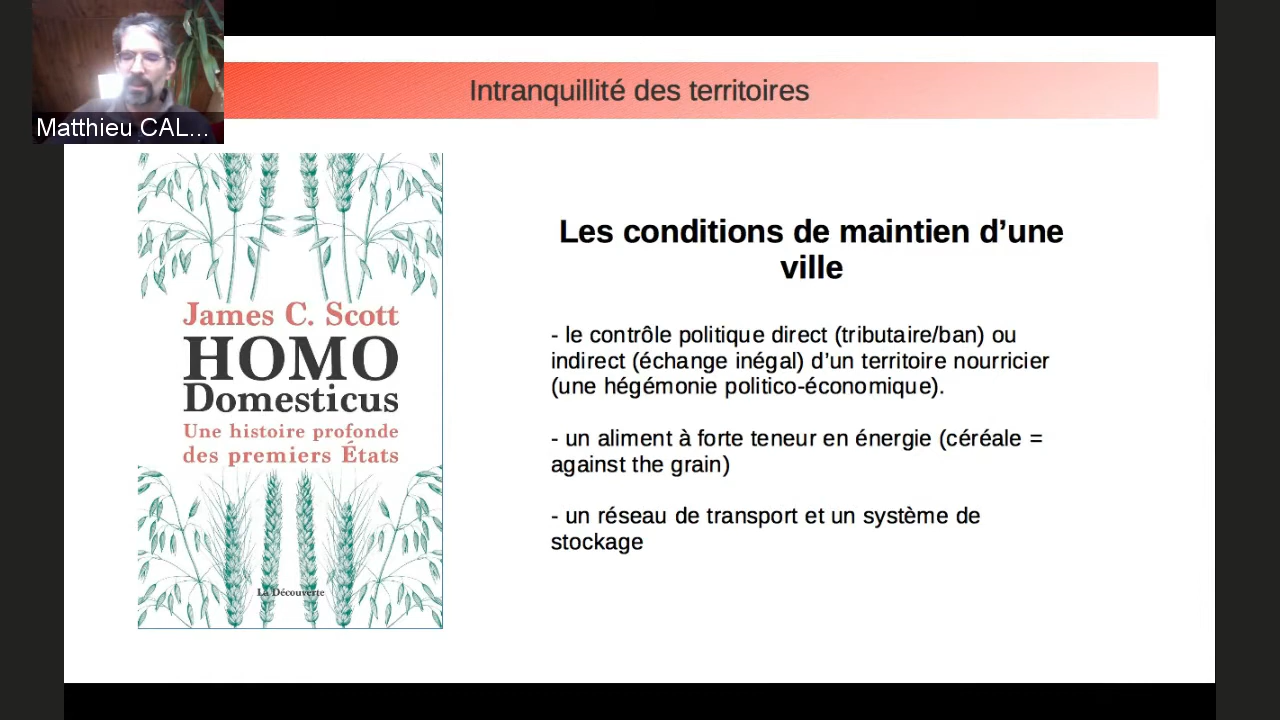 Intranquillité des territoires
Matthieu CAL...
James C. Scott
HOMO
Domesticus
Une histoire profonde
des premiers États
La Découverte
Les conditions de maintien d’une
ville
- le contrôle politique direct (tributaire/ban) ou
indirect (échange inégal) d’un territoire nourricier
(une hégémonie politico-économique).
- un aliment à forte teneur en énergie (céréale =
against the grain)
- un réseau de transport et un système de
stockage